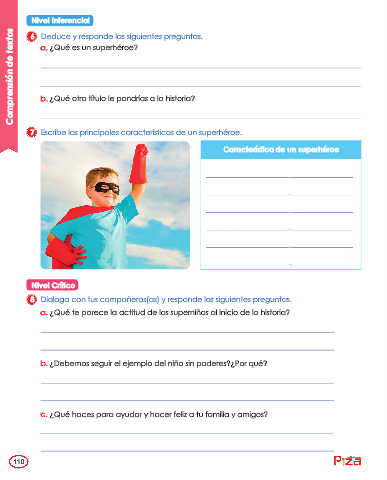 Comprensión de textos
Nivel Inferencial
6 Deduce y responde las siguientes preguntas.
a. ¿Qué es un superhéroe?
b. ¿Qué otro título le pondrías a la historia?
7 Escribe las principales características de un superhéroe.
Característica de un superhéroe
Nivel Crítico
8 Dialoga con tus compañeros(as) y responde las siguientes preguntas.
a. ¿Qué te parece la actitud de los superniños al inicio de la historia?
b. ¿Debemos seguir el ejemplo del niño sin poderes?¿Por qué?
c. ¿Qué haces para ayudar y hacer feliz a tu familia y amigos?
110
Piza